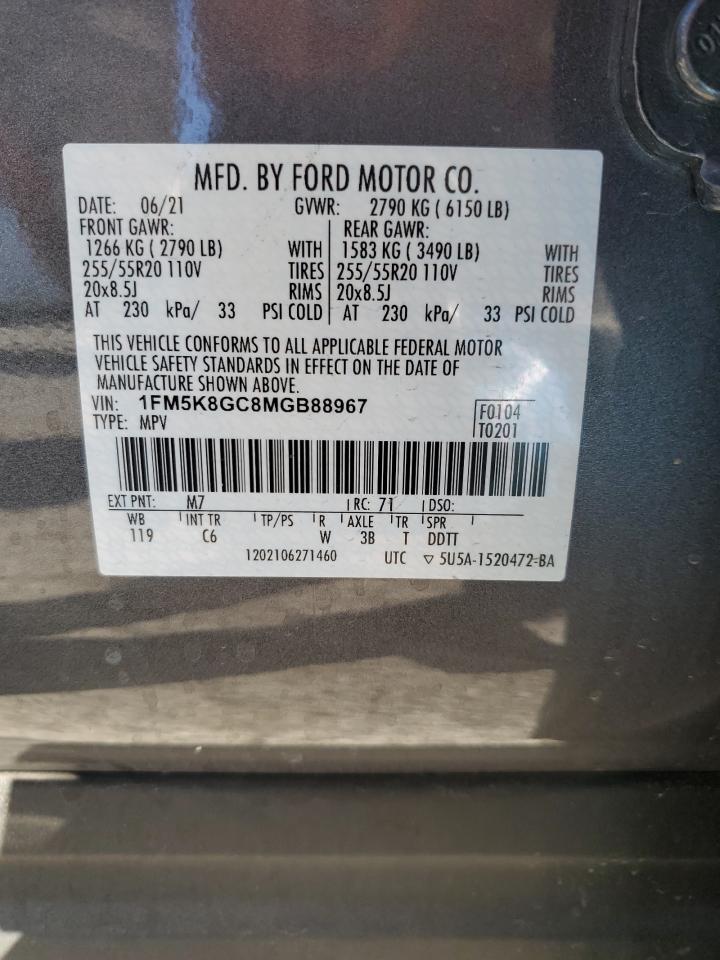 MFD. BY FORD MOTOR CO.
DATE: 06/21 GVWR: 2790 KG ( 6150 LB)
FRONT GAWR: REAR GAWR:
1266 KG ( 2790 LB) WITH 1583 KG ( 3490 LB) WITH
255/55R20 110V TIRES 255/55R20 110V TIRES
20x8.5J RIMS 20x8.5J RIMS
AT 230 kPa/ 33 PSI COLD AT 230 kPa/ 33 PSI COLD
THIS VEHICLE CONFORMS TO ALL APPLICABLE FEDERAL MOTOR
VEHICLE SAFETY STANDARDS IN EFFECT ON THE DATE OF
MANUFACTURE SHOWN ABOVE.
VIN: 1FM5K8GC8MGB88967 F0104
TYPE: MPV T0201
EXT PNT: M7 RC: 71 DSO:
WB INT TR TP/PS R AXLE TR SPR
119 C6 W 3B T DDTT
1202106271460 UTC ▽ 5U5A-1520472-BA